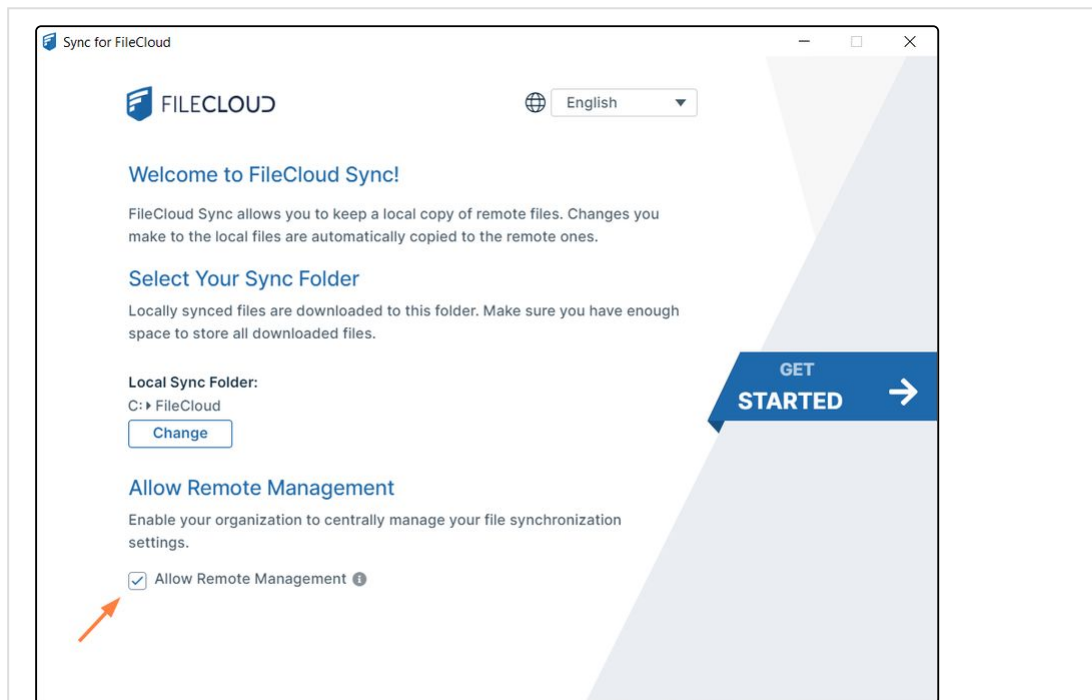 Sync for FileCloud
FILECLOUD
English
Welcome to FileCloud Sync!
FileCloud Sync allows you to keep a local copy of remote files. Changes you
make to the local files are automatically copied to the remote ones.
Select Your Sync Folder
Locally synced files are downloaded to this folder. Make sure you have enough
space to store all downloaded files.
Local Sync Folder:
C: FileCloud
Change
GET
STARTED
Allow Remote Management
Enable your organization to centrally manage your file synchronization
settings.
Allow Remote Management